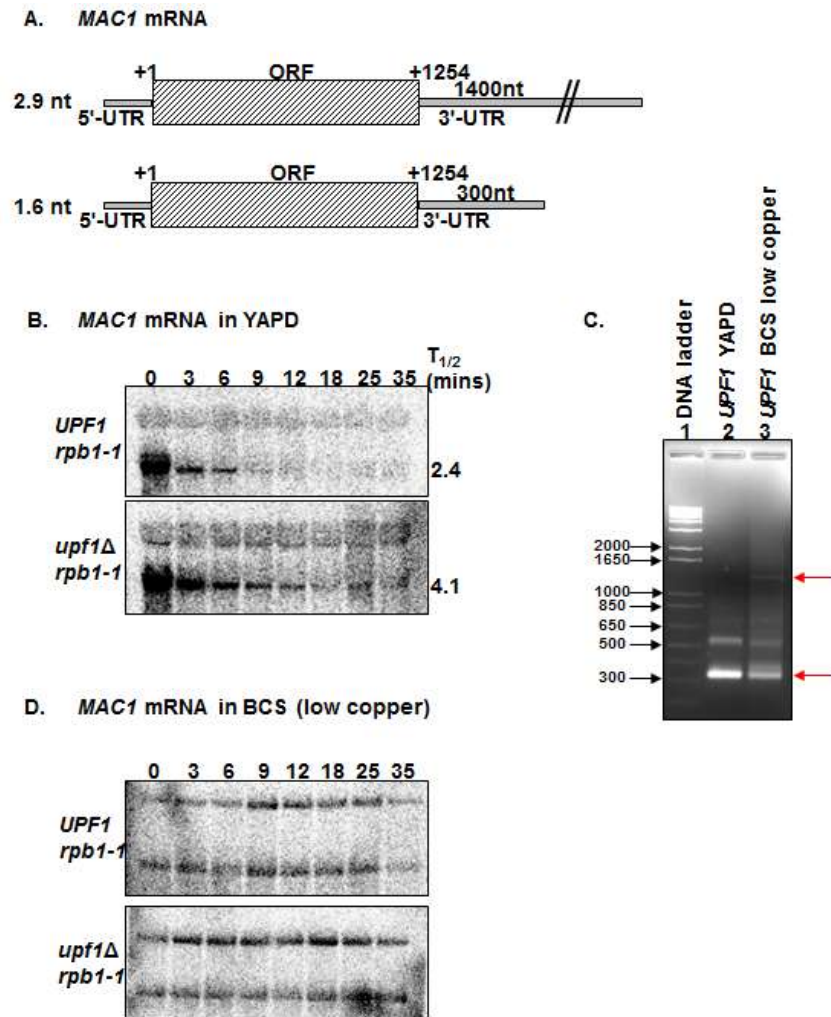 A. MAC1 mRNA
+1 ORF +1254
2.9 nt 1400nt
5'-UTR 3'-UTR
+1 ORF +1254
1.6 nt 300nt
5'-UTR 3'-UTR
B. MAC1 mRNA in YAPD
T1/2
0 3 6 9 12 18 25 35 (mins)
UPF1
rpb1-1
2.4
upf1Δ
rpb1-1
4.1
C.
DNA ladder
UPF1 YAPD
UPF1 BCS low copper
1 2 3
2000
1650
1000
850
650
500
300
D. MAC1 mRNA in BCS (low copper)
0 3 6 9 12 18 25 35
UPF1
rpb1-1
upf1Δ
rpb1-1